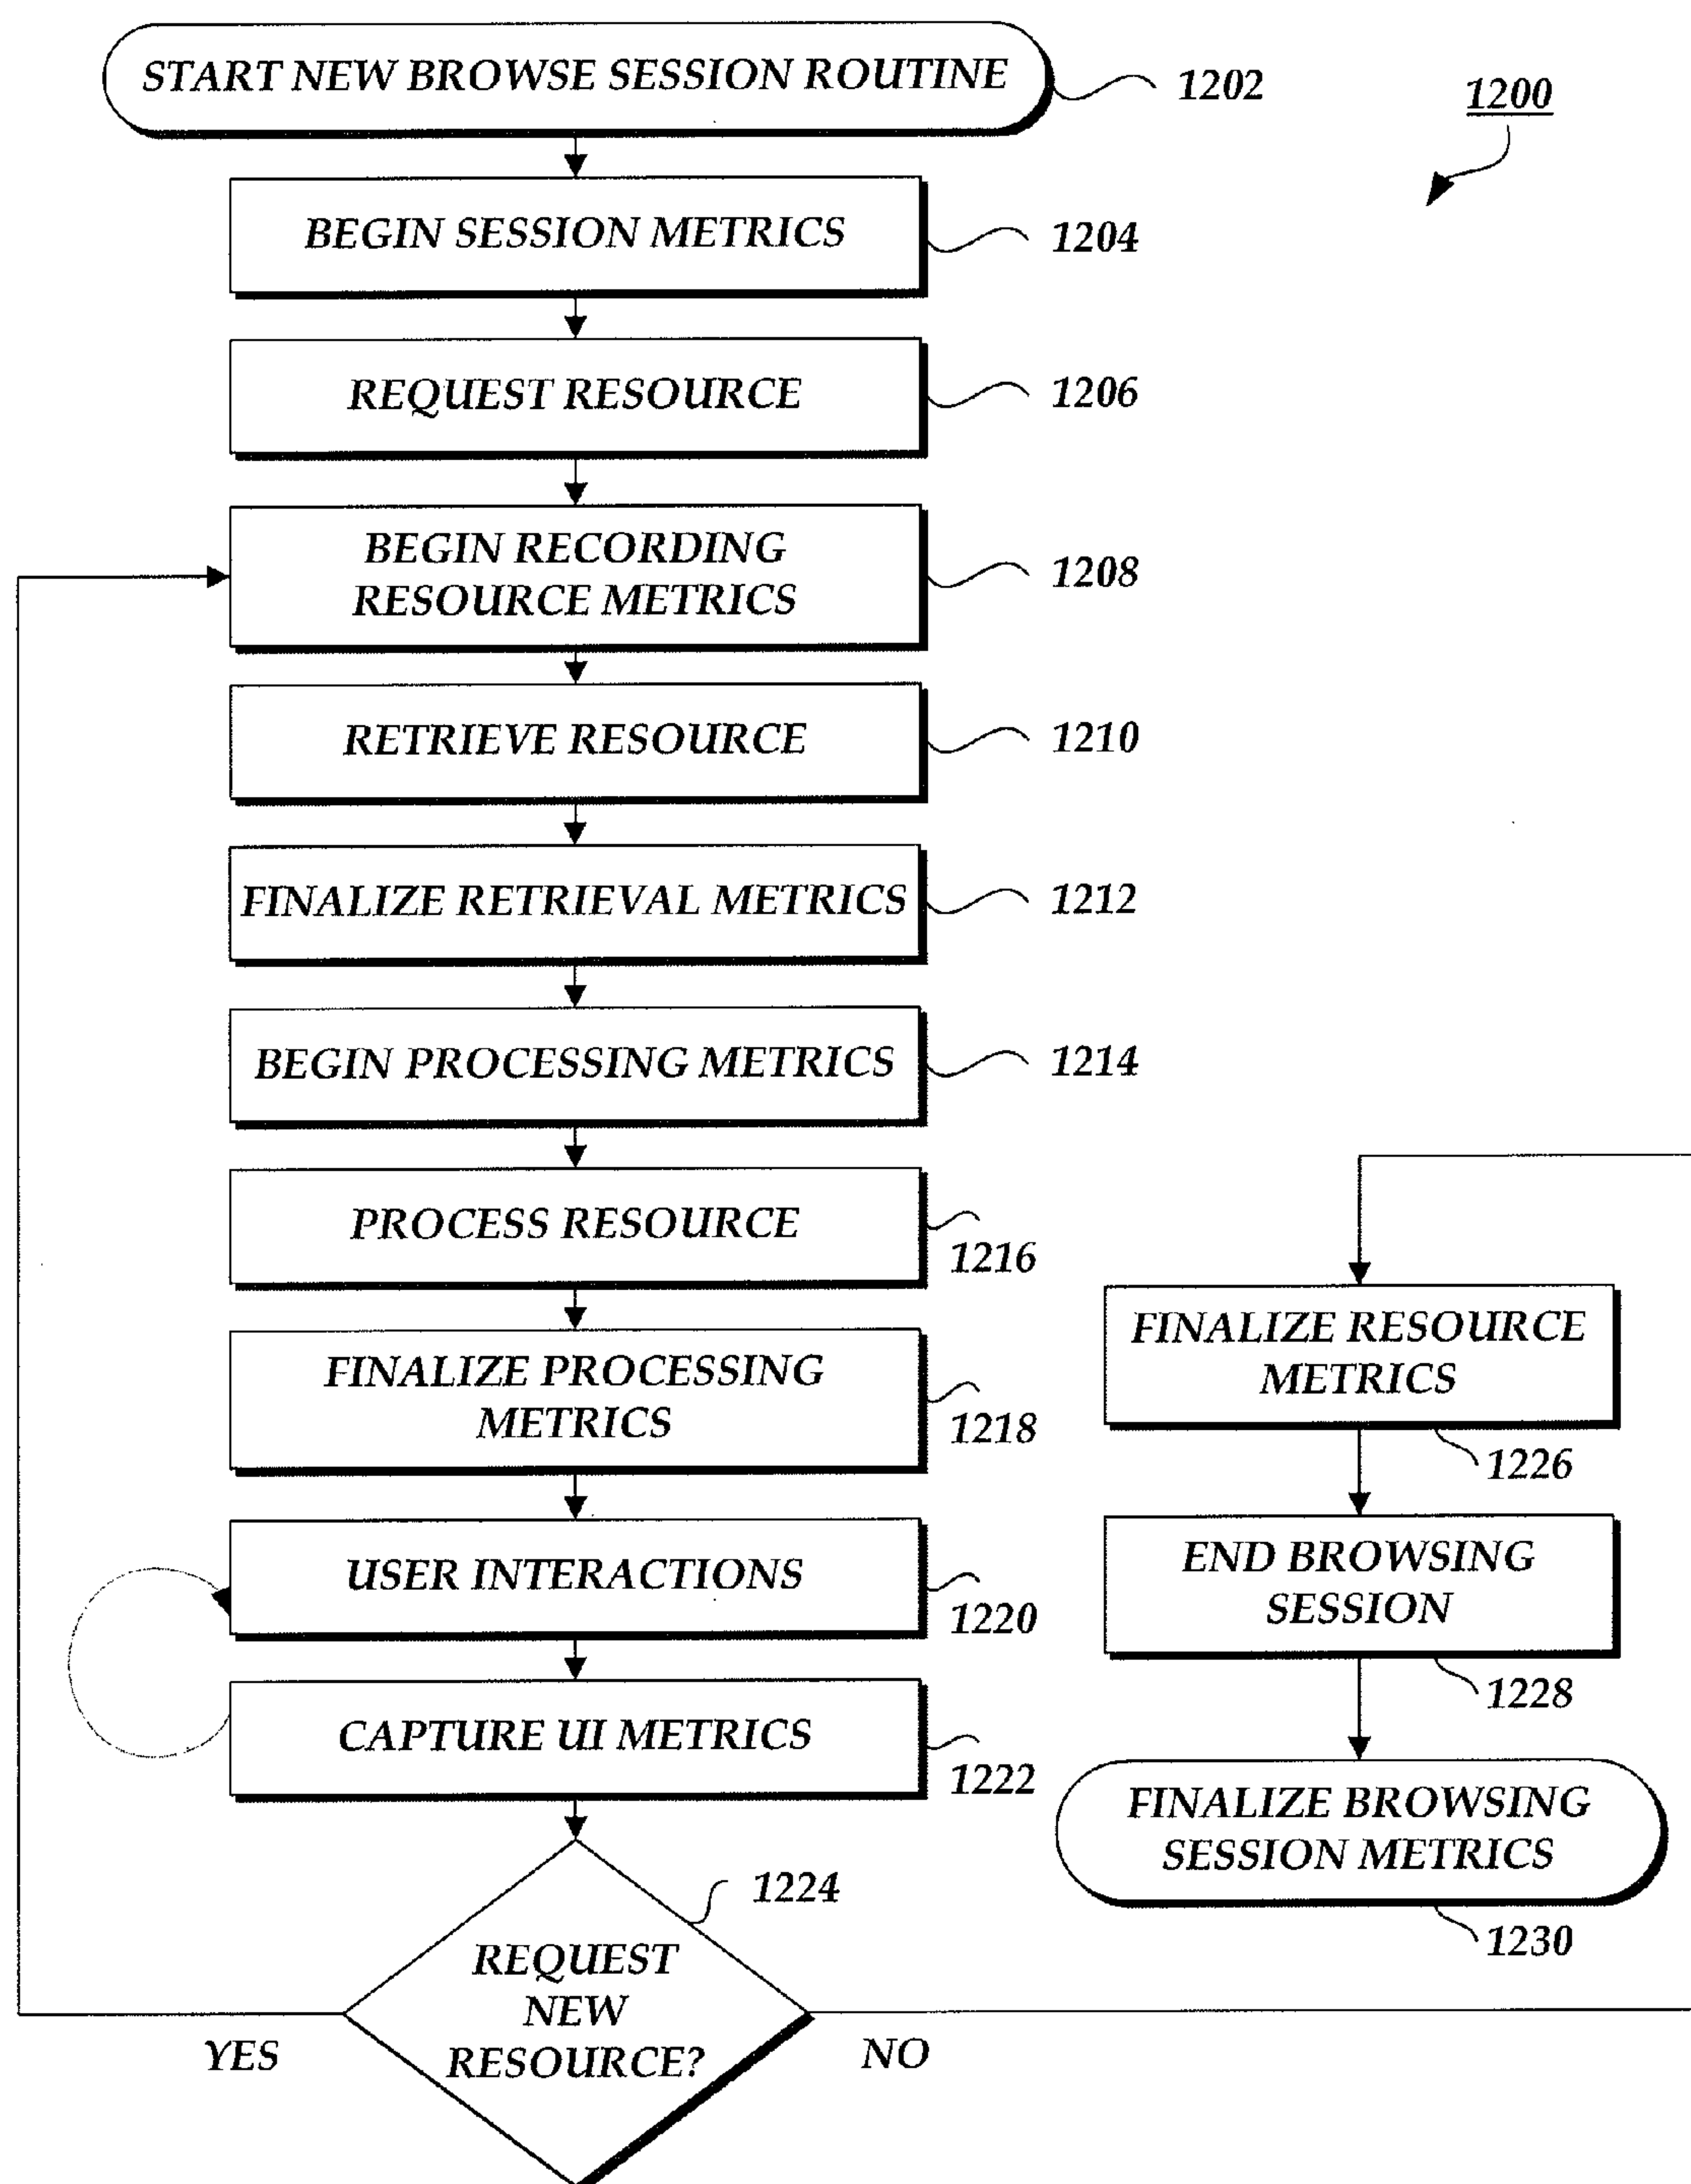 START NEW BROWSE SESSION ROUTINE
1202
1200
BEGIN SESSION METRICS
1204
REQUEST RESOURCE
1206
BEGIN RECORDING
RESOURCE METRICS
1208
RETRIEVE RESOURCE
1210
FINALIZE RETRIEVAL METRICS
1212
BEGIN PROCESSING METRICS
1214
PROCESS RESOURCE
1216
FINALIZE PROCESSING
METRICS
1218
USER INTERACTIONS
1220
CAPTURE UI METRICS
1222
1224
REQUEST
NEW
RESOURCE?
YES
NO
FINALIZE RESOURCE
METRICS
1226
END BROWSING
SESSION
1228
FINALIZE BROWSING
SESSION METRICS
1230